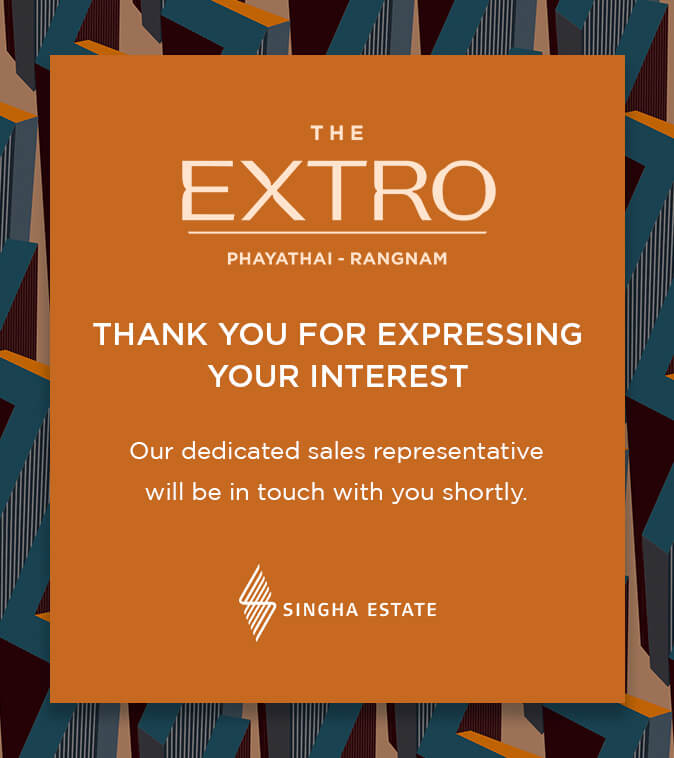 THE
EXTRO
PHAYATHAI - RANGNAM
THANK YOU FOR EXPRESSING
YOUR INTEREST
Our dedicated sales representative
will be in touch with you shortly.
SINGHA ESTATE